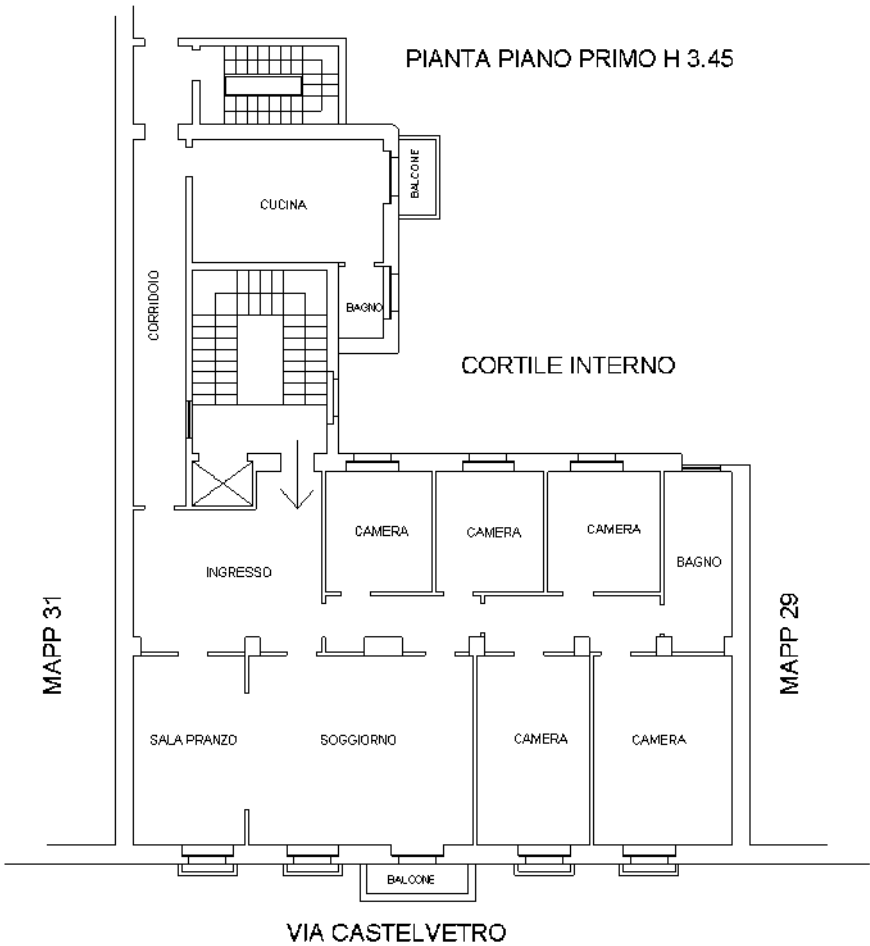 PIANTA PIANO PRIMO H 3.45
BALCONE
CUCINA
CORRIDOIO
BAGNO
CORTILE INTERNO
CAMERA
CAMERA
CAMERA
BAGNO
INGRESSO
MAPP 31
MAPP 29
SALA PRANZO
SOGGIORNO
CAMERA
CAMERA
BALCONE
VIA CASTELVETRO